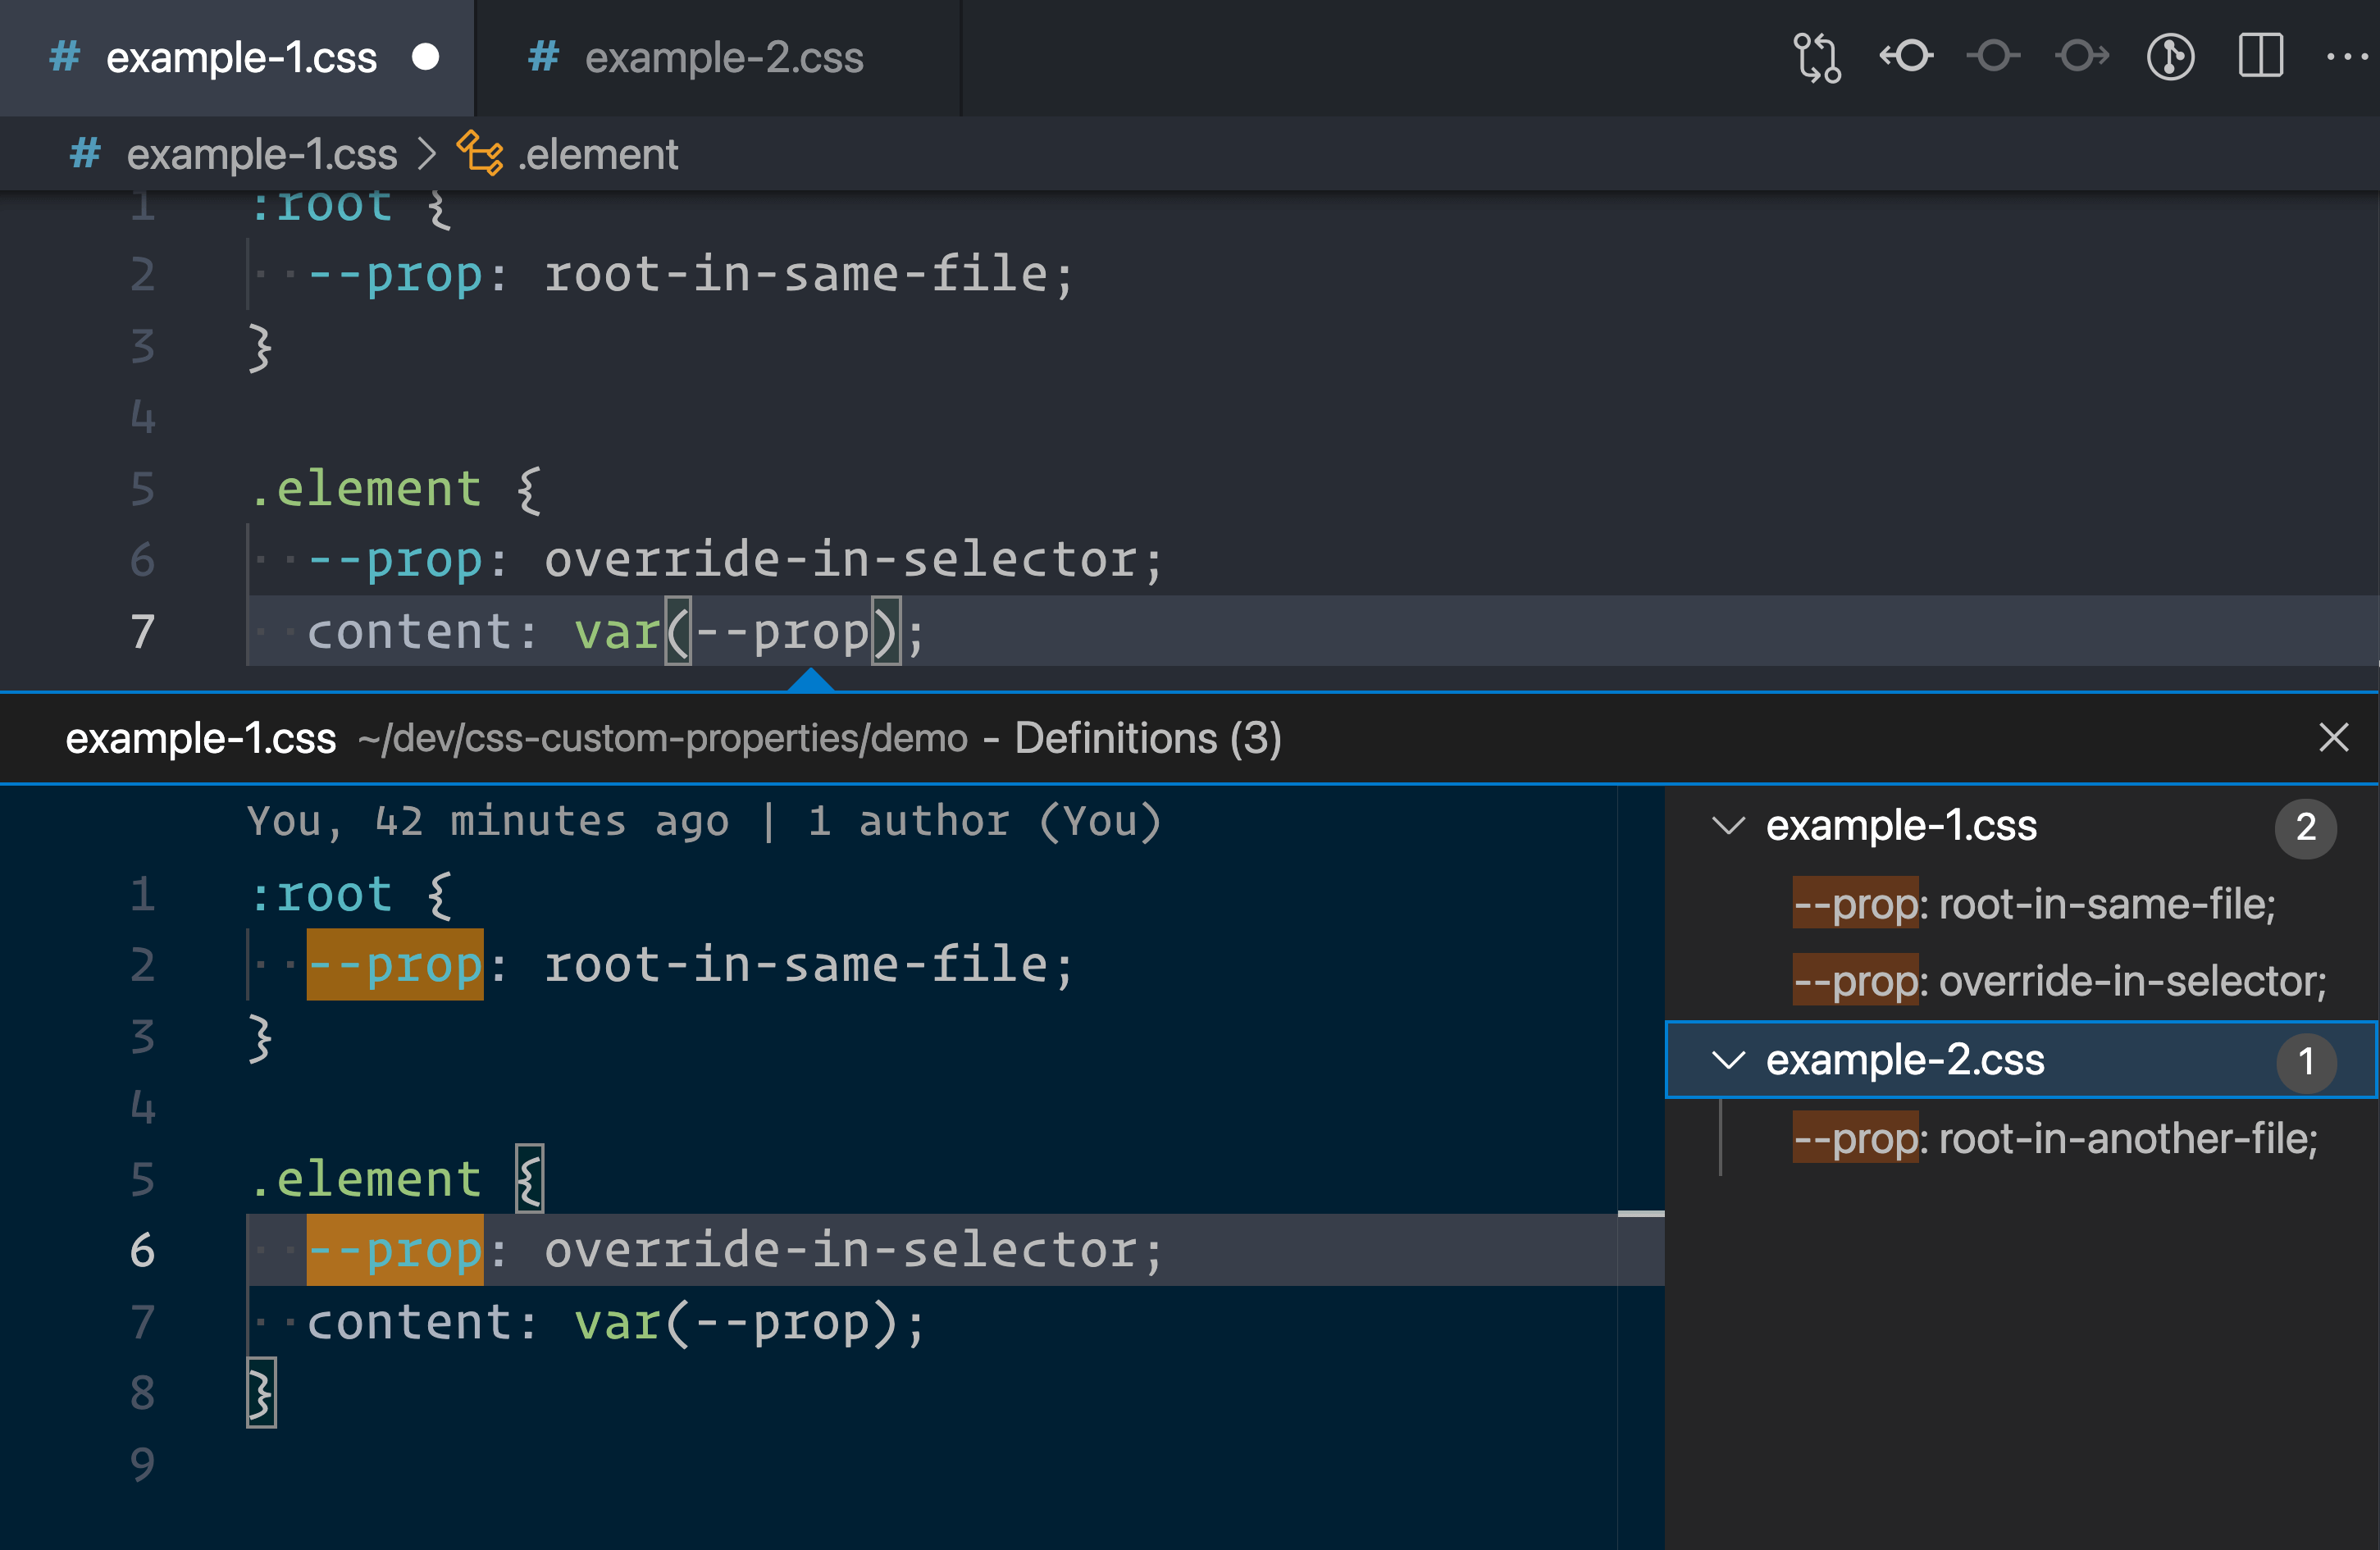 # example-1.css ● # example-2.css
# example-1.css > .element
1 :root {
2 --prop: root-in-same-file;
3 }
4
5 .element {
6 --prop: override-in-selector;
7 content: var(--prop);
example-1.css ~/dev/css-custom-properties/demo – Definitions (3)
You, 42 minutes ago | 1 author (You)
1 :root {
2 --prop: root-in-same-file;
3 }
4
5 .element {
6 --prop: override-in-selector;
7 content: var(--prop);
8 }
9
example-1.css 2
--prop: root-in-same-file;
--prop: override-in-selector;
example-2.css 1
--prop: root-in-another-file;